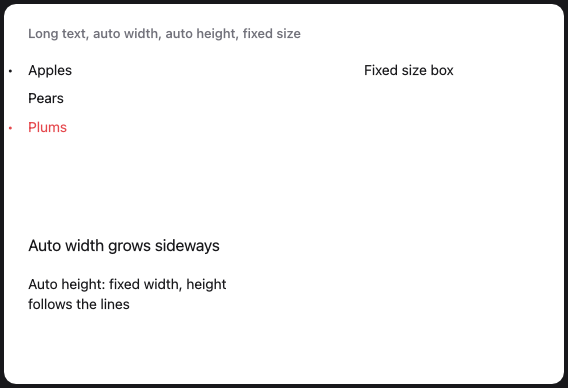 Long text, auto width, auto height, fixed size
• Apples
Fixed size box
Pears
• Plums
Auto width grows sideways
Auto height: fixed width, height
follows the lines